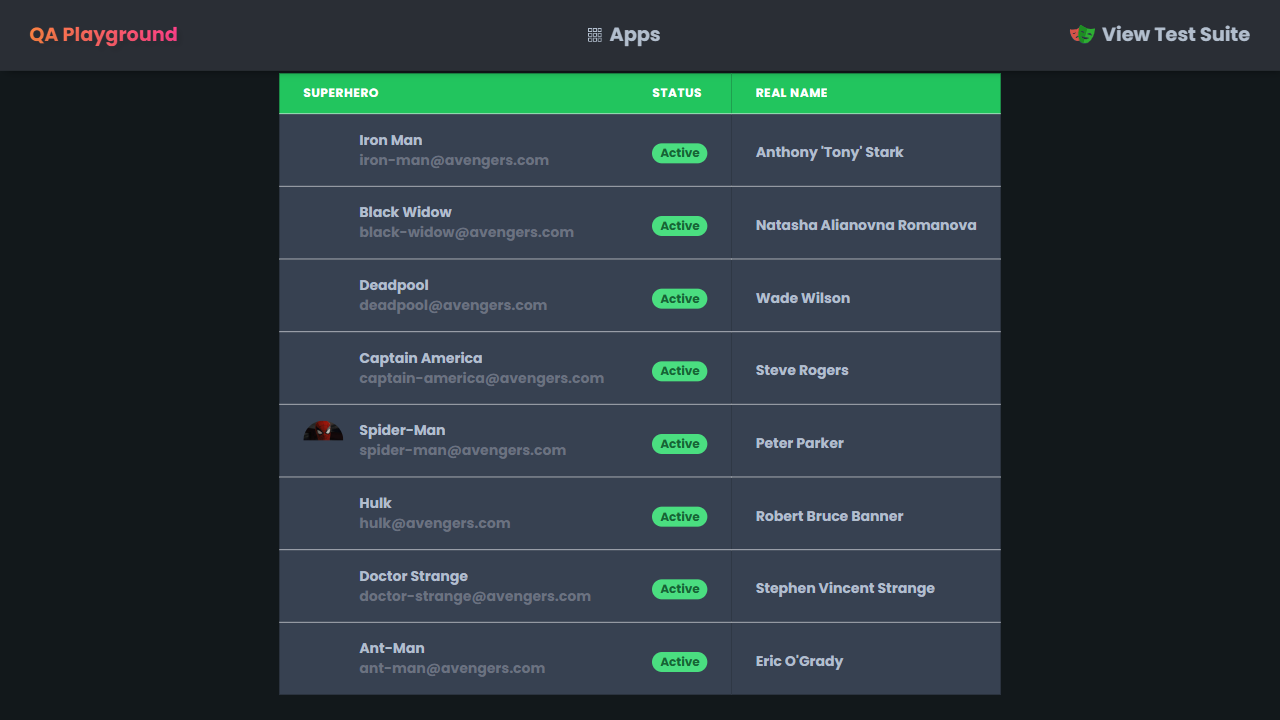 QA Playground
Apps
View Test Suite
SUPERHERO STATUS REAL NAME
Iron Man
iron-man@avengers.com
Active
Anthony 'Tony' Stark
Black Widow
black-widow@avengers.com
Active
Natasha Alianovna Romanova
Deadpool
deadpool@avengers.com
Active
Wade Wilson
Captain America
captain-america@avengers.com
Active
Steve Rogers
Spider-Man
spider-man@avengers.com
Active
Peter Parker
Hulk
hulk@avengers.com
Active
Robert Bruce Banner
Doctor Strange
doctor-strange@avengers.com
Active
Stephen Vincent Strange
Ant-Man
ant-man@avengers.com
Active
Eric O'Grady